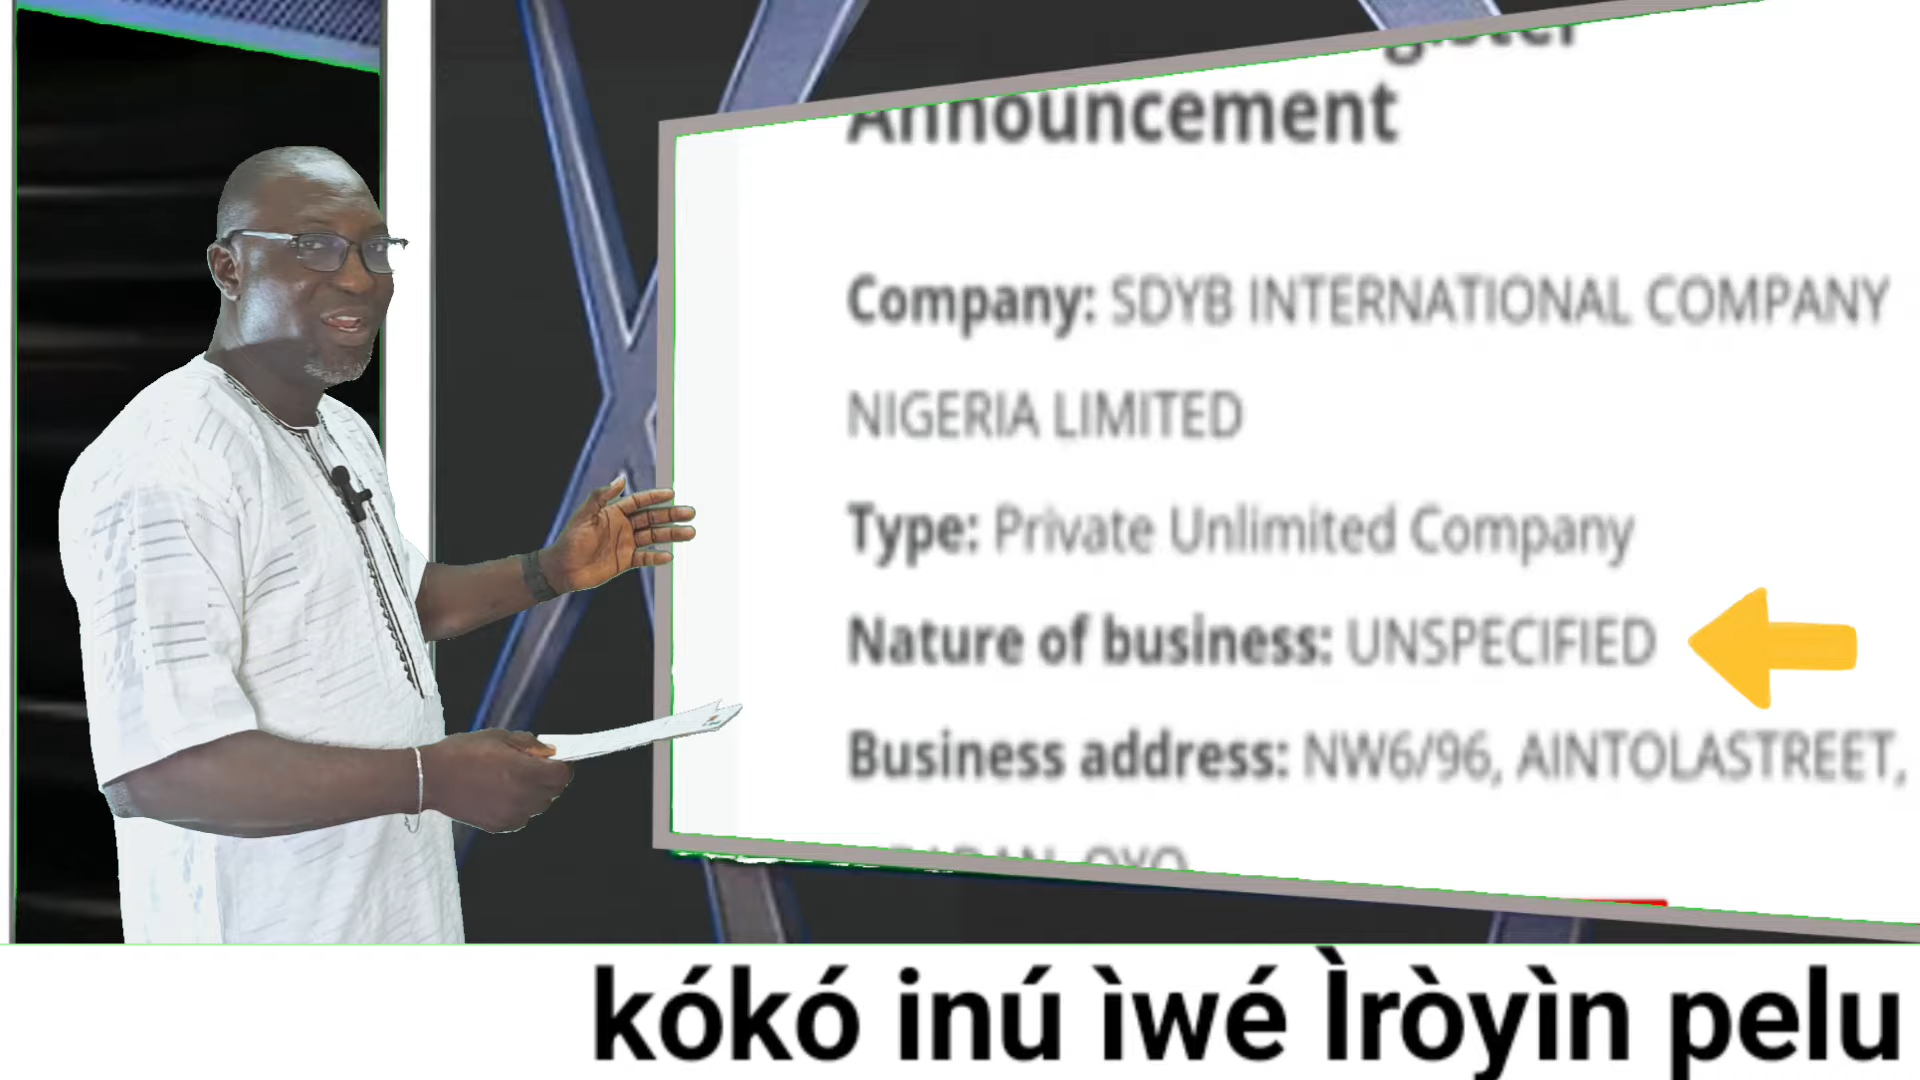 Announcement
Company: SDYB INTERNATIONAL COMPANY
NIGERIA LIMITED
Type: Private Unlimited Company
Nature of business: UNSPECIFIED
Business address: NW6/96, AINTOLASTREET,
OYO
kókó inú ìwé Ìròyìn pelu